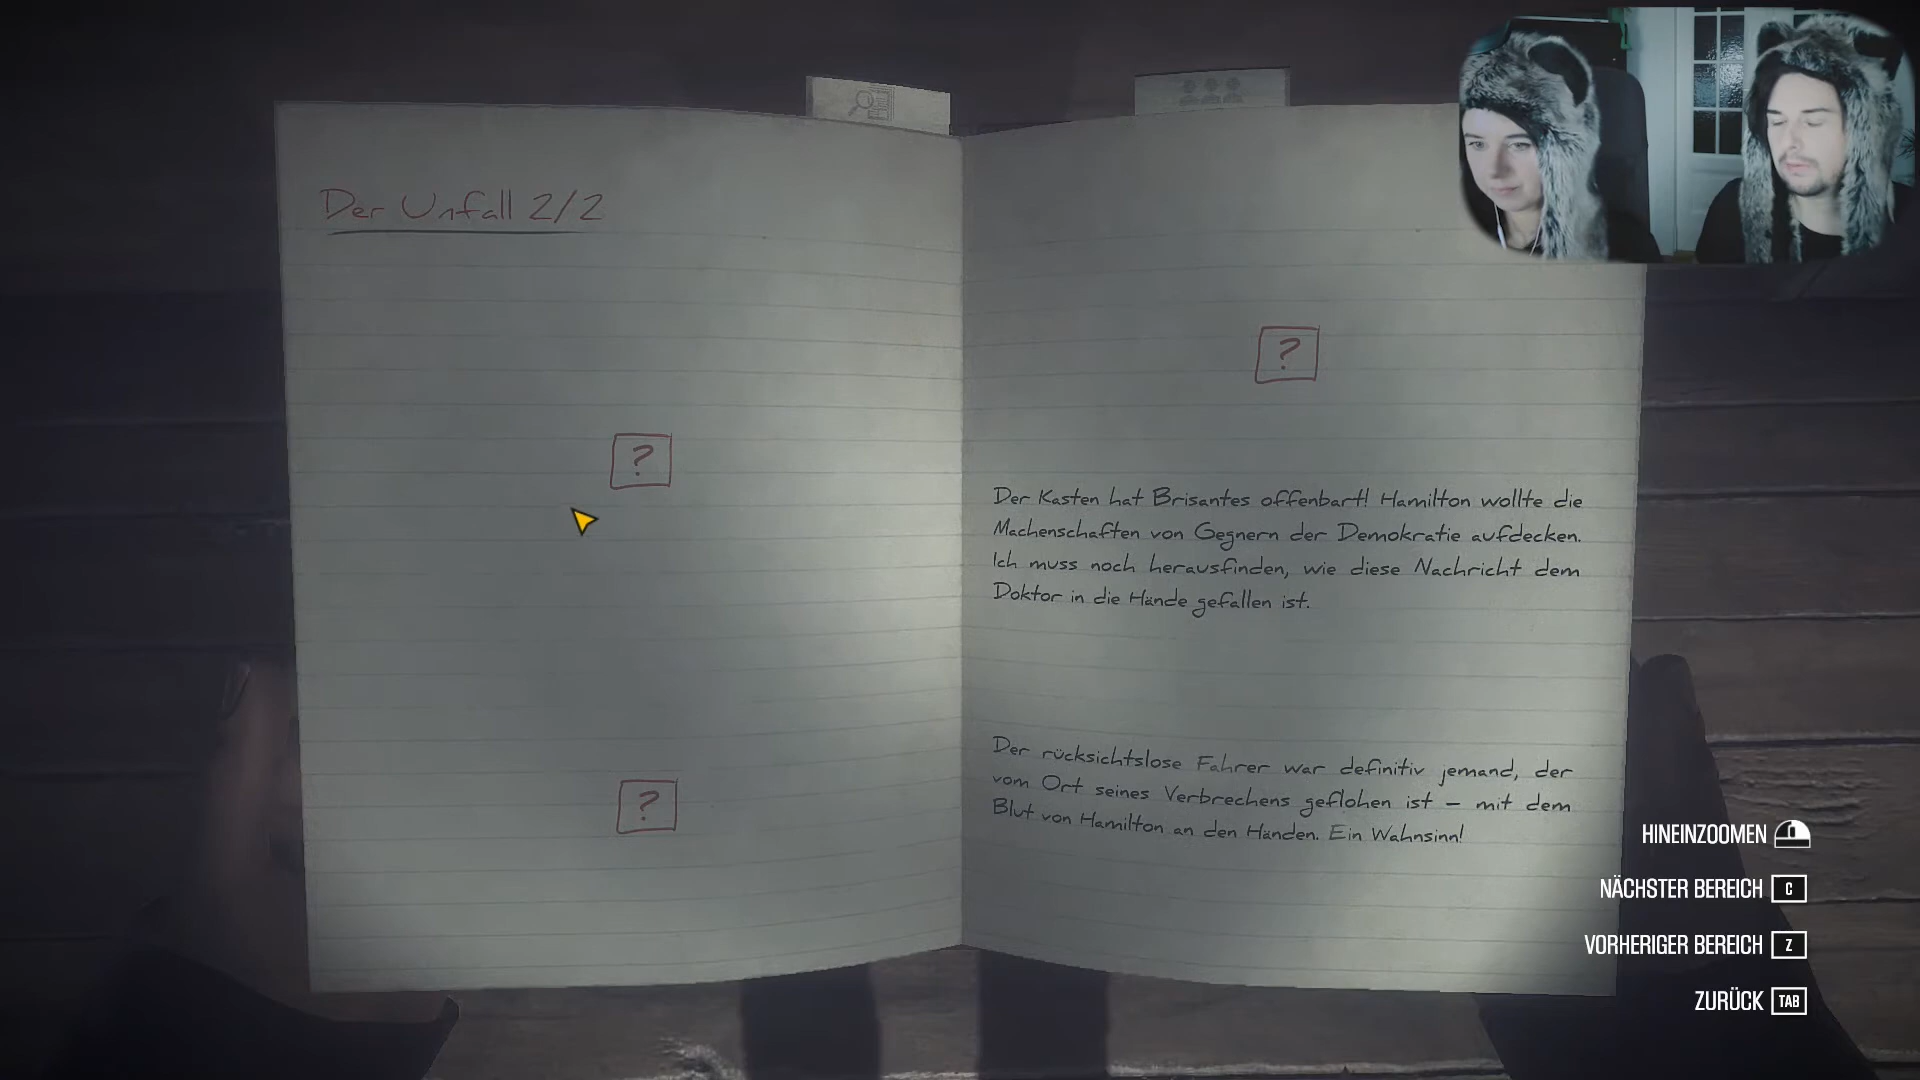 Der Unfall 2/2
?
?
?
Der Kasten hat Brisantes offenbart! Hamilton wollte die
Machenschaften von Gegnern der Demokratie aufdecken.
Ich muss noch herausfinden, wie diese Nachricht dem
Doktor in die Hände gefallen ist.
Der rücksichtslose Fahrer war definitiv jemand, der
vom Ort seines Verbrechens geflohen ist – mit dem
Blut von Hamilton an den Händen. Ein Wahnsinn!
HINEINZOOMEN
NÄCHSTER BEREICH C
VORHERIGER BEREICH Z
ZURÜCK TAB